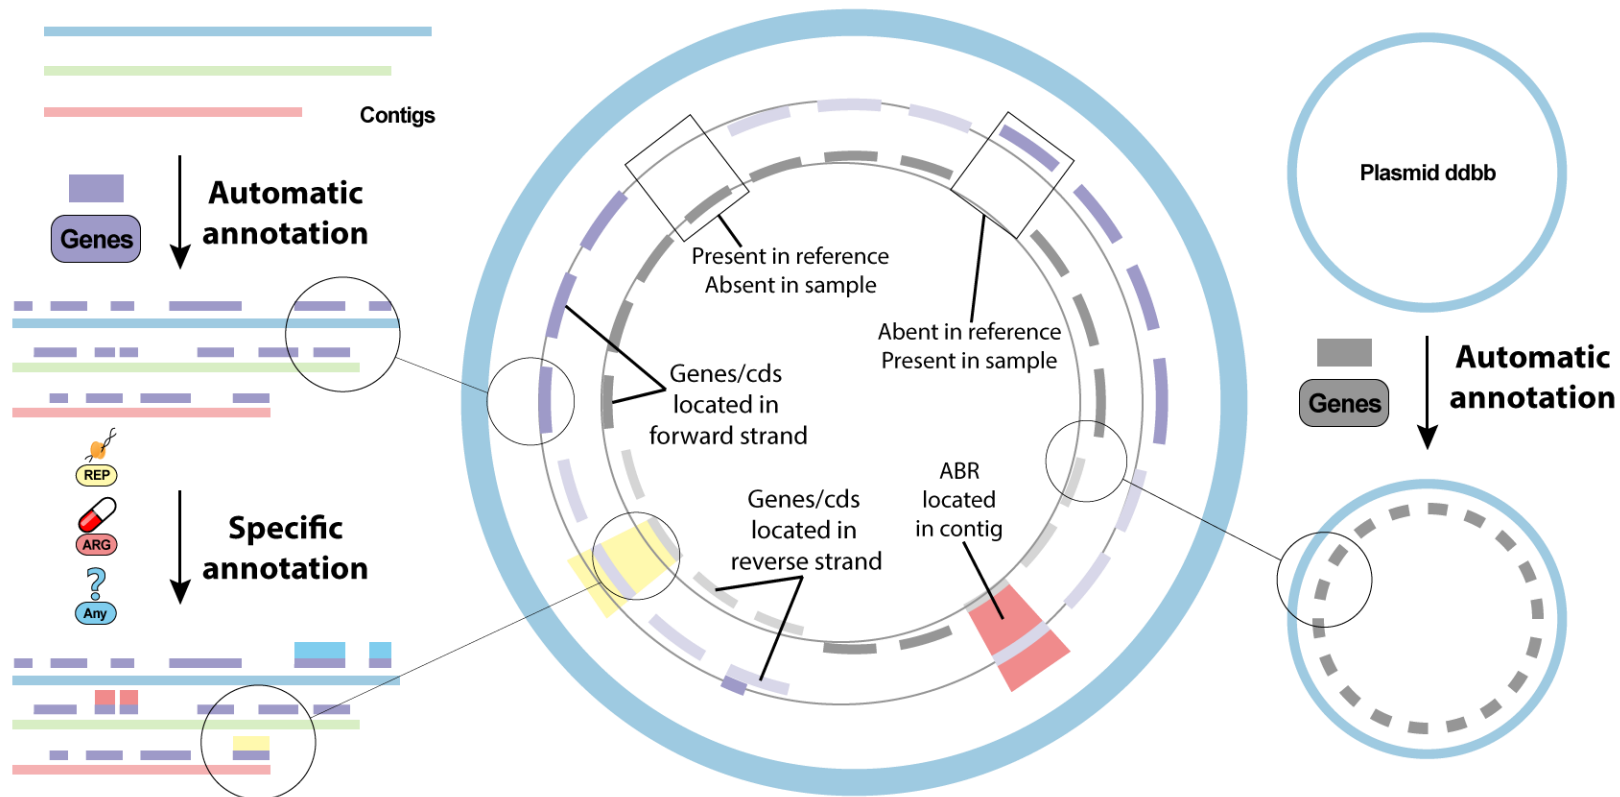 Contigs
Automatic
annotation
Genes
REP
ARG
Any
Specific
annotation
Present in reference
Absent in sample
Abent in reference
Present in sample
Genes/cds
located in
forward strand
Genes/cds
located in
reverse strand
ABR
located
in contig
Plasmid ddbb
Automatic
annotation
Genes